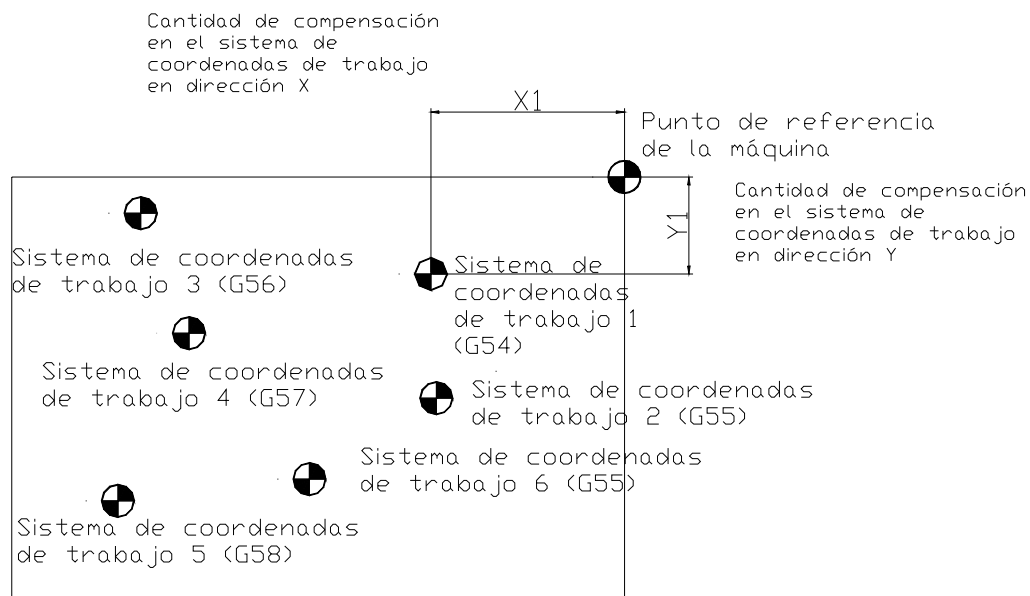 Cantidad de compensación
en el sistema de
coordenadas de trabajo
en dirección X
X1
Punto de referencia
de la máquina
Cantidad de compensación
en el sistema de
coordenadas de trabajo
en dirección Y
Y1
Sistema de coordenadas
de trabajo 3 (G56)
Sistema de
coordenadas
de trabajo 1
(G54)
Sistema de coordenadas
de trabajo 4 (G57)
Sistema de coordenadas
de trabajo 2 (G55)
Sistema de coordenadas
de trabajo 6 (G55)
Sistema de coordenadas
de trabajo 5 (G58)